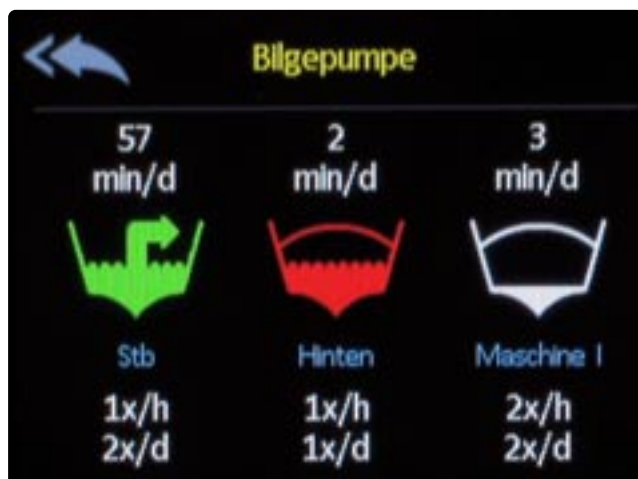 Bilgepumpe
57 2 3
min/d min/d min/d
Stb Hinten Maschine I
1x/h 1x/h 2x/h
2x/d 1x/d 2x/d